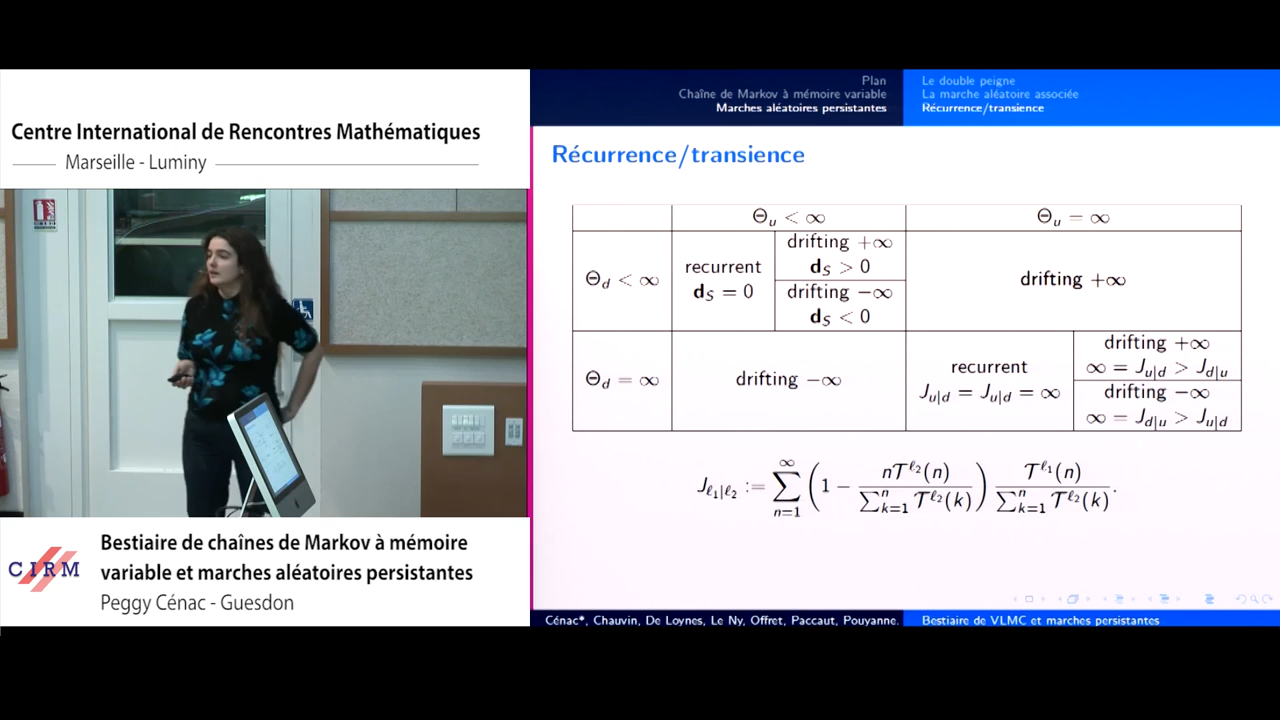 Centre International de Rencontres Mathématiques
Marseille - Luminy
CIRM
Bestiaire de chaînes de Markov à mémoire
variable et marches aléatoires persistantes
Peggy Cénac - Guesdon
Plan
Chaîne de Markov à mémoire variable
Marches aléatoires persistantes
Le double peigne
La marche aléatoire associée
Récurrence/transience
Récurrence/transience
Θ_u < ∞
Θ_u = ∞
Θ_d < ∞
recurrent
d_S = 0
drifting +∞
d_S > 0
drifting −∞
d_S < 0
drifting +∞
Θ_d = ∞
drifting −∞
recurrent
J_{u|d} = J_{u|d} = ∞
drifting +∞
∞ = J_{u|d} > J_{d|u}
drifting −∞
∞ = J_{d|u} > J_{u|d}
J_{ℓ₁|ℓ₂} := ∑_{n=1}^{∞} (1 − n𝒯^{ℓ₂}(n) / ∑_{k=1}^{n} 𝒯^{ℓ₂}(k)) 𝒯^{ℓ₁}(n) / ∑_{k=1}^{n} 𝒯^{ℓ₂}(k).
Cénac*, Chauvin, De Loynes, Le Ny, Offret, Paccaut, Pouyanne.
Bestiaire de VLMC et marches persistantes